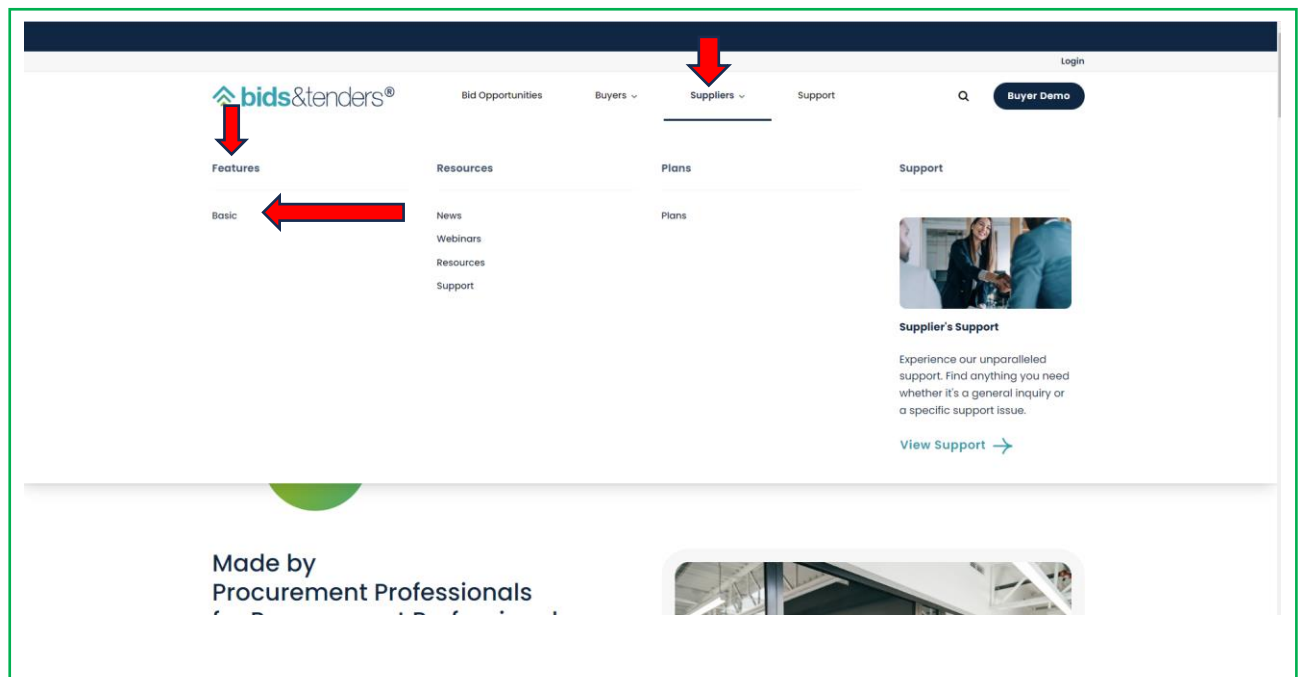 Login
bids&tenders®
Bid Opportunities
Buyers
Suppliers
Support
Buyer Demo
Features
Resources
Plans
Support
Basic
News
Plans
Webinars
Resources
Support
Supplier's Support
Experience our unparalleled
support. Find anything you need
whether it's a general inquiry or
a specific support issue.
View Support
Made by
Procurement Professionals